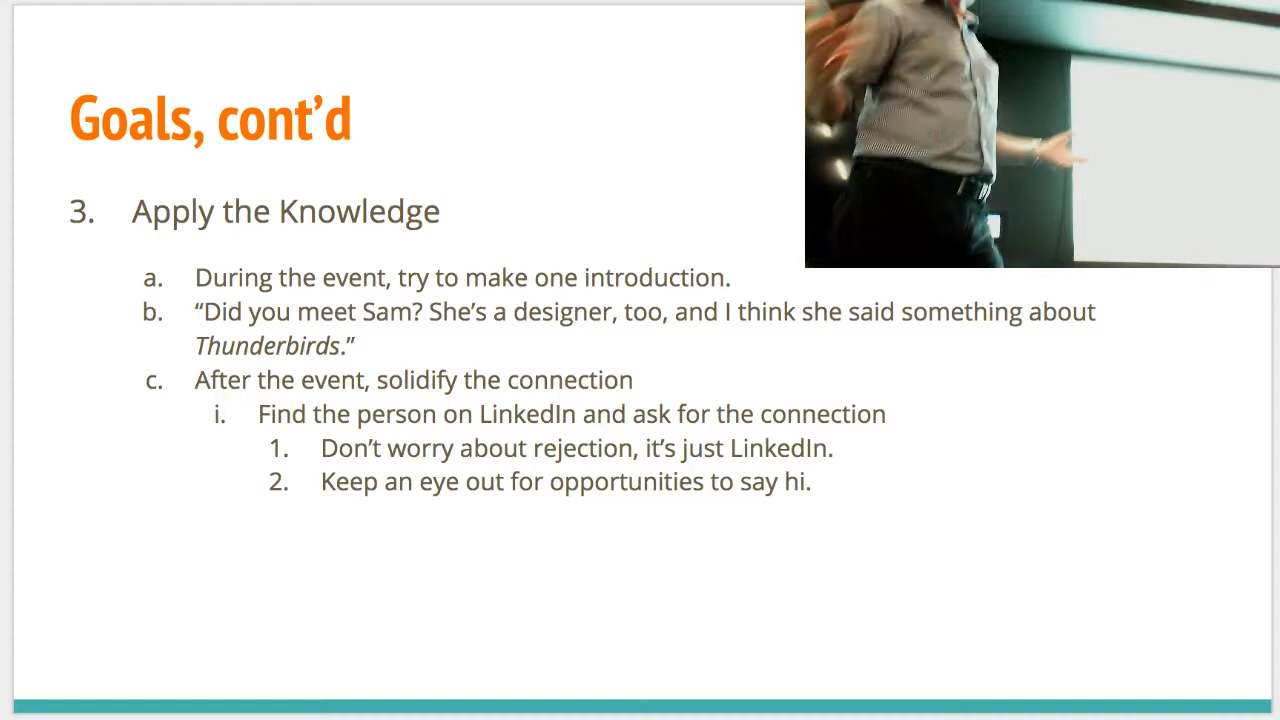 Goals, cont’d
3. Apply the Knowledge
a. During the event, try to make one introduction.
b. “Did you meet Sam? She’s a designer, too, and I think she said something about
Thunderbirds.”
c. After the event, solidify the connection
i. Find the person on LinkedIn and ask for the connection
1. Don’t worry about rejection, it’s just LinkedIn.
2. Keep an eye out for opportunities to say hi.